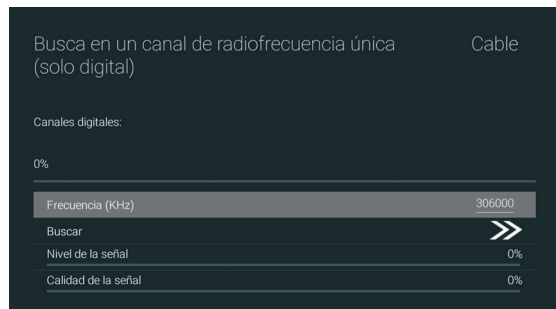 Busca en un canal de radiofrecuencia única
(solo digital)
Cable
Canales digitales:
0%
Frecuencia (KHz) 306000
Buscar
Nivel de la señal 0%
Calidad de la señal 0%